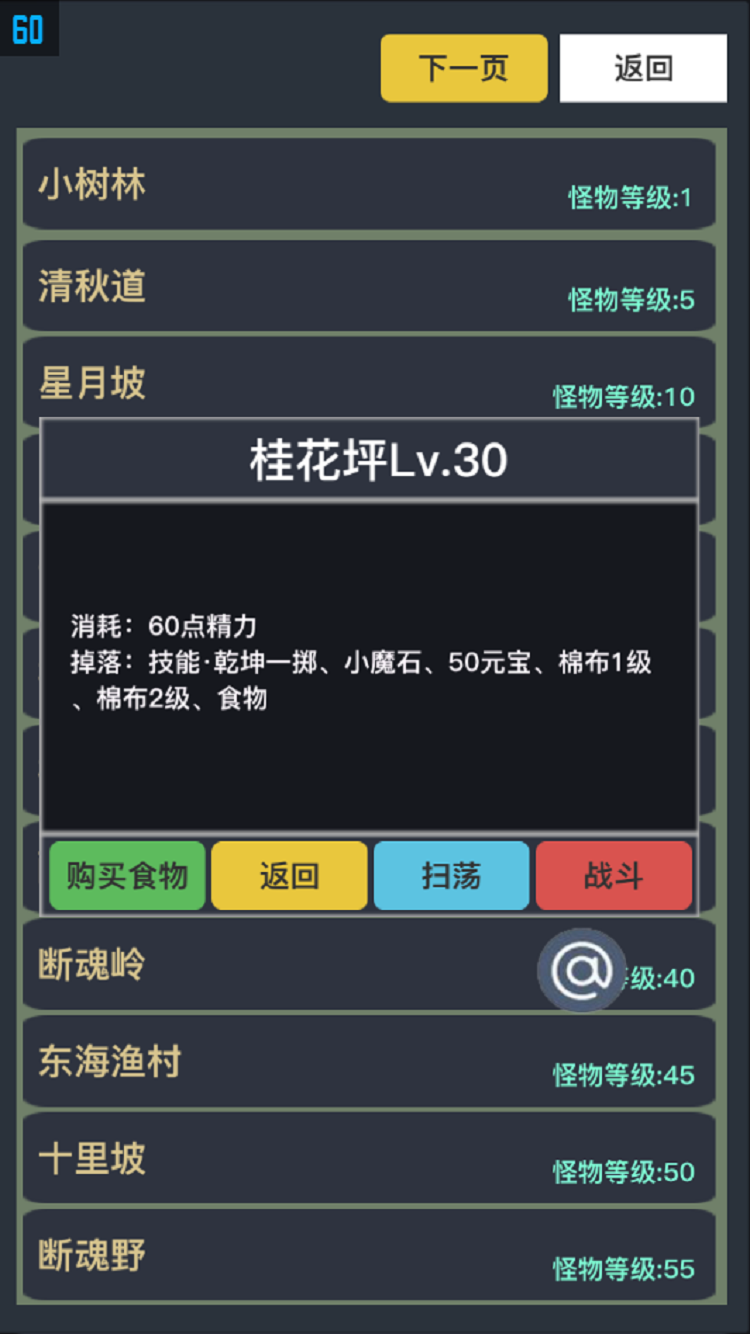 60
下一页
返回
小树林
怪物等级:1
清秋道
怪物等级:5
星月坡
怪物等级:10
桂花坪Lv.30
消耗：60点精力
掉落：技能·乾坤一掷、小魔石、50元宝、棉布1级
、棉布2级、食物
购买食物
返回
扫荡
战斗
断魂岭
级:40
东海渔村
怪物等级:45
十里坡
怪物等级:50
断魂野
怪物等级:55